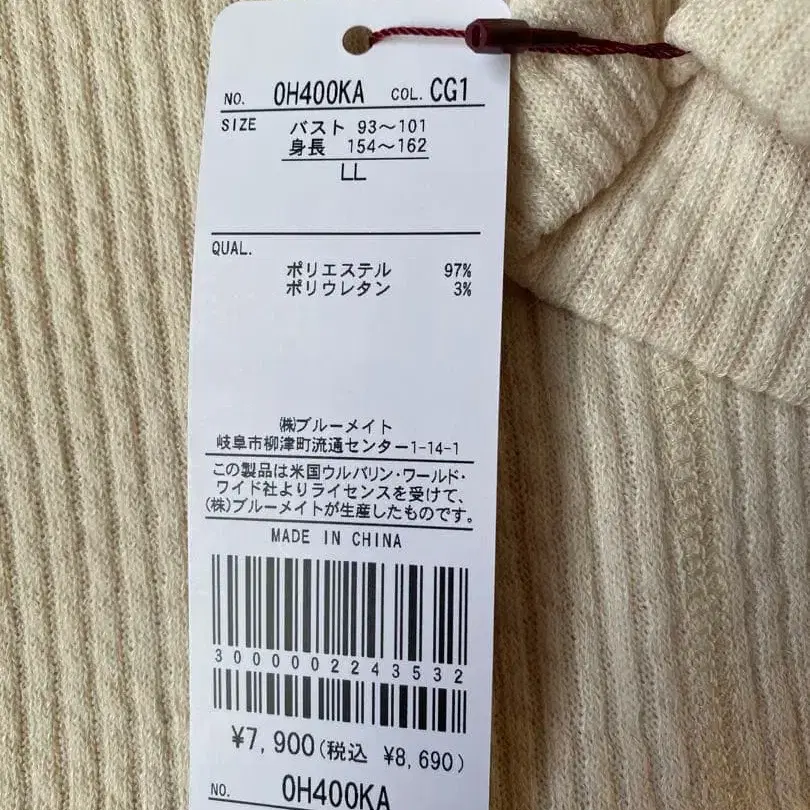 NO. 0H400KA COL. CG1
SIZE バスト 93～101
身長 154～162
LL
QUAL.
ポリエステル 97%
ポリウレタン 3%
㈱ブルーメイト
岐阜市柳津町流通センター1-14-1
この製品は米国ウルバリン・ワールド・
ワイド社よりライセンスを受けて、
(株)ブルーメイトが生産したものです。
MADE IN CHINA
3000002243532
¥7,900(税込 ¥8,690)
NO. 0H400KA